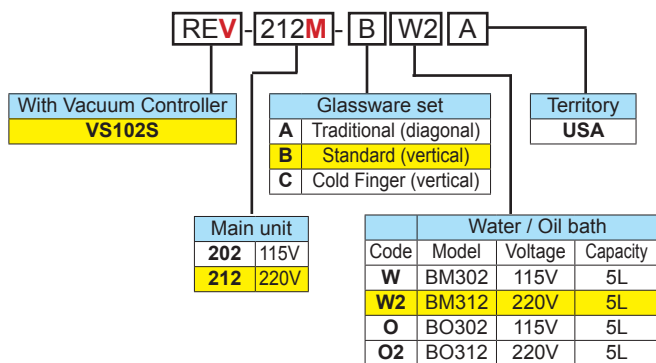 REV-212M-B W2 A
With Vacuum Controller
VS102S
Glassware set
A Traditional (diagonal)
B Standard (vertical)
C Cold Finger (vertical)
Territory
USA
Main unit
202 115V
212 220V
Water / Oil bath
Code Model Voltage Capacity
W BM302 115V 5L
W2 BM312 220V 5L
O BO302 115V 5L
O2 BO312 220V 5L